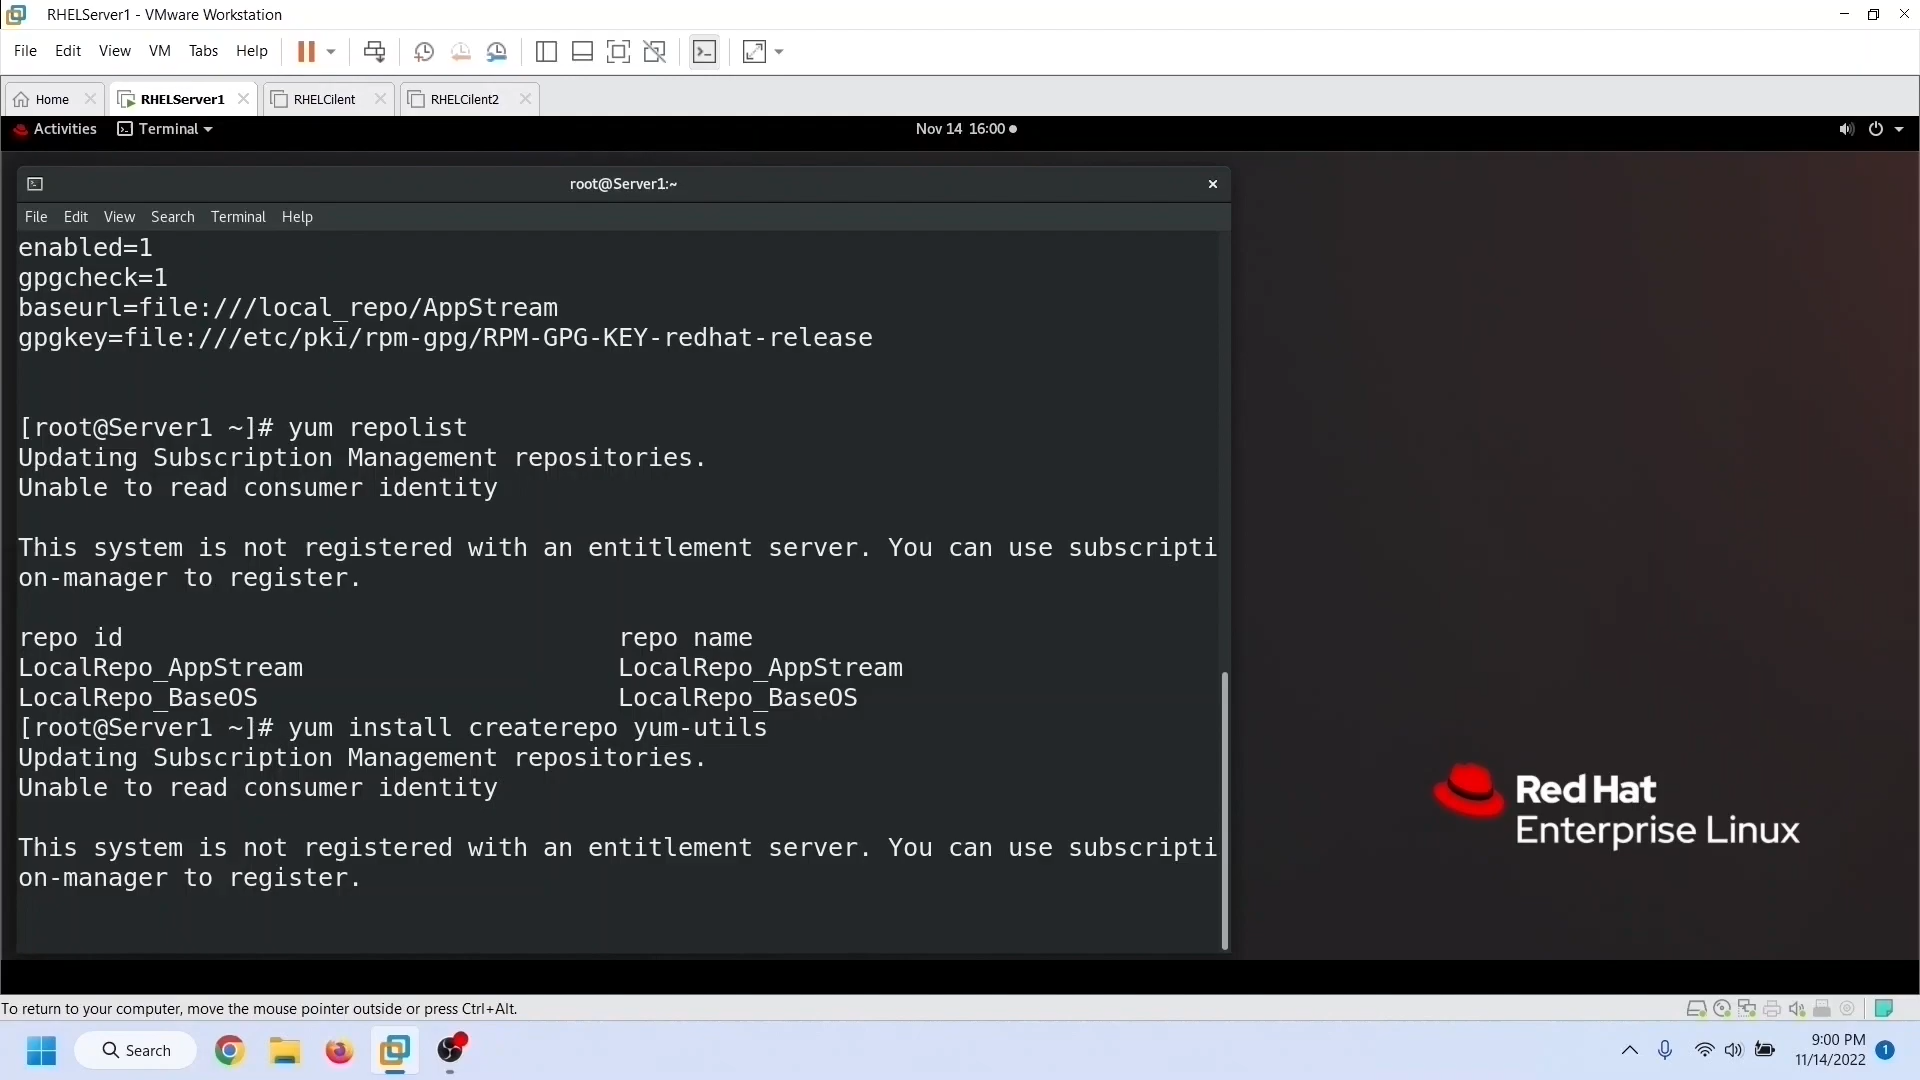 RHELServer1 - VMware Workstation
File Edit View VM Tabs Help
Home RHELServer1 RHELCilent RHELCilent2
Activities Terminal Nov 14 16:00
root@Server1:~
File Edit View Search Terminal Help
enabled=1
gpgcheck=1
baseurl=file:///local_repo/AppStream
gpgkey=file:///etc/pki/rpm-gpg/RPM-GPG-KEY-redhat-release
[root@Server1 ~]# yum repolist
Updating Subscription Management repositories.
Unable to read consumer identity
This system is not registered with an entitlement server. You can use subscripti
on-manager to register.
repo id repo name
LocalRepo_AppStream LocalRepo_AppStream
LocalRepo_BaseOS LocalRepo_BaseOS
[root@Server1 ~]# yum install createrepo yum-utils
Updating Subscription Management repositories.
Unable to read consumer identity
This system is not registered with an entitlement server. You can use subscripti
on-manager to register.
Red Hat
Enterprise Linux
To return to your computer, move the mouse pointer outside or press Ctrl+Alt.
Search
9:00 PM
11/14/2022
1